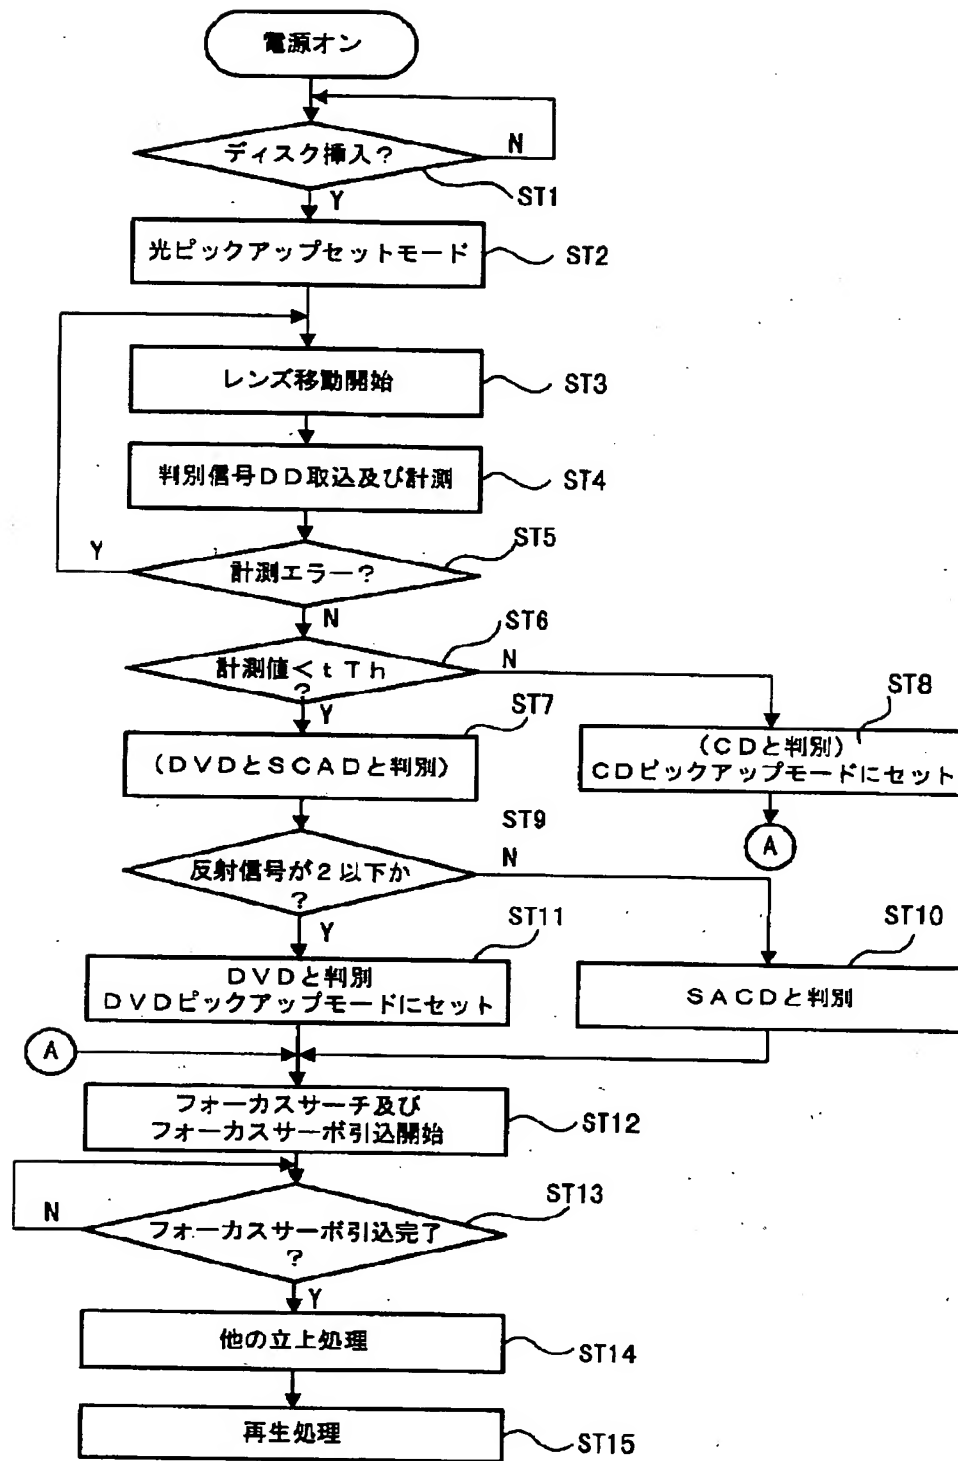 電源オン
ディスク挿入?
N
ST1
Y
光ピックアップセットモード
ST2
レンズ移動開始
ST3
判別信号DD取込及び計測
ST4
ST5
Y
計測エラー?
N
ST6
計測値<tTh
?
N
Y
ST7
ST8
(DVDとSCADと判別)
(CDと判別)
CDピックアップモードにセット
A
ST9
反射信号が2以下か
?
N
Y
ST11
ST10
DVDと判別
DVDピックアップモードにセット
SACDと判別
A
フォーカスサーチ及び
フォーカスサーボ引込開始
ST12
N
ST13
フォーカスサーボ引込完了
?
Y
他の立上処理
ST14
再生処理
ST15